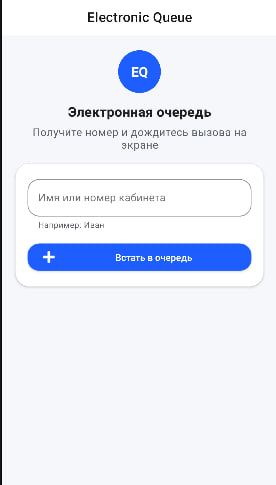 Electronic Queue
EQ
Электронная очередь
Получите номер и дождитесь вызова на
экране
Имя или номер кабинета
Например: Иван
Встать в очередь